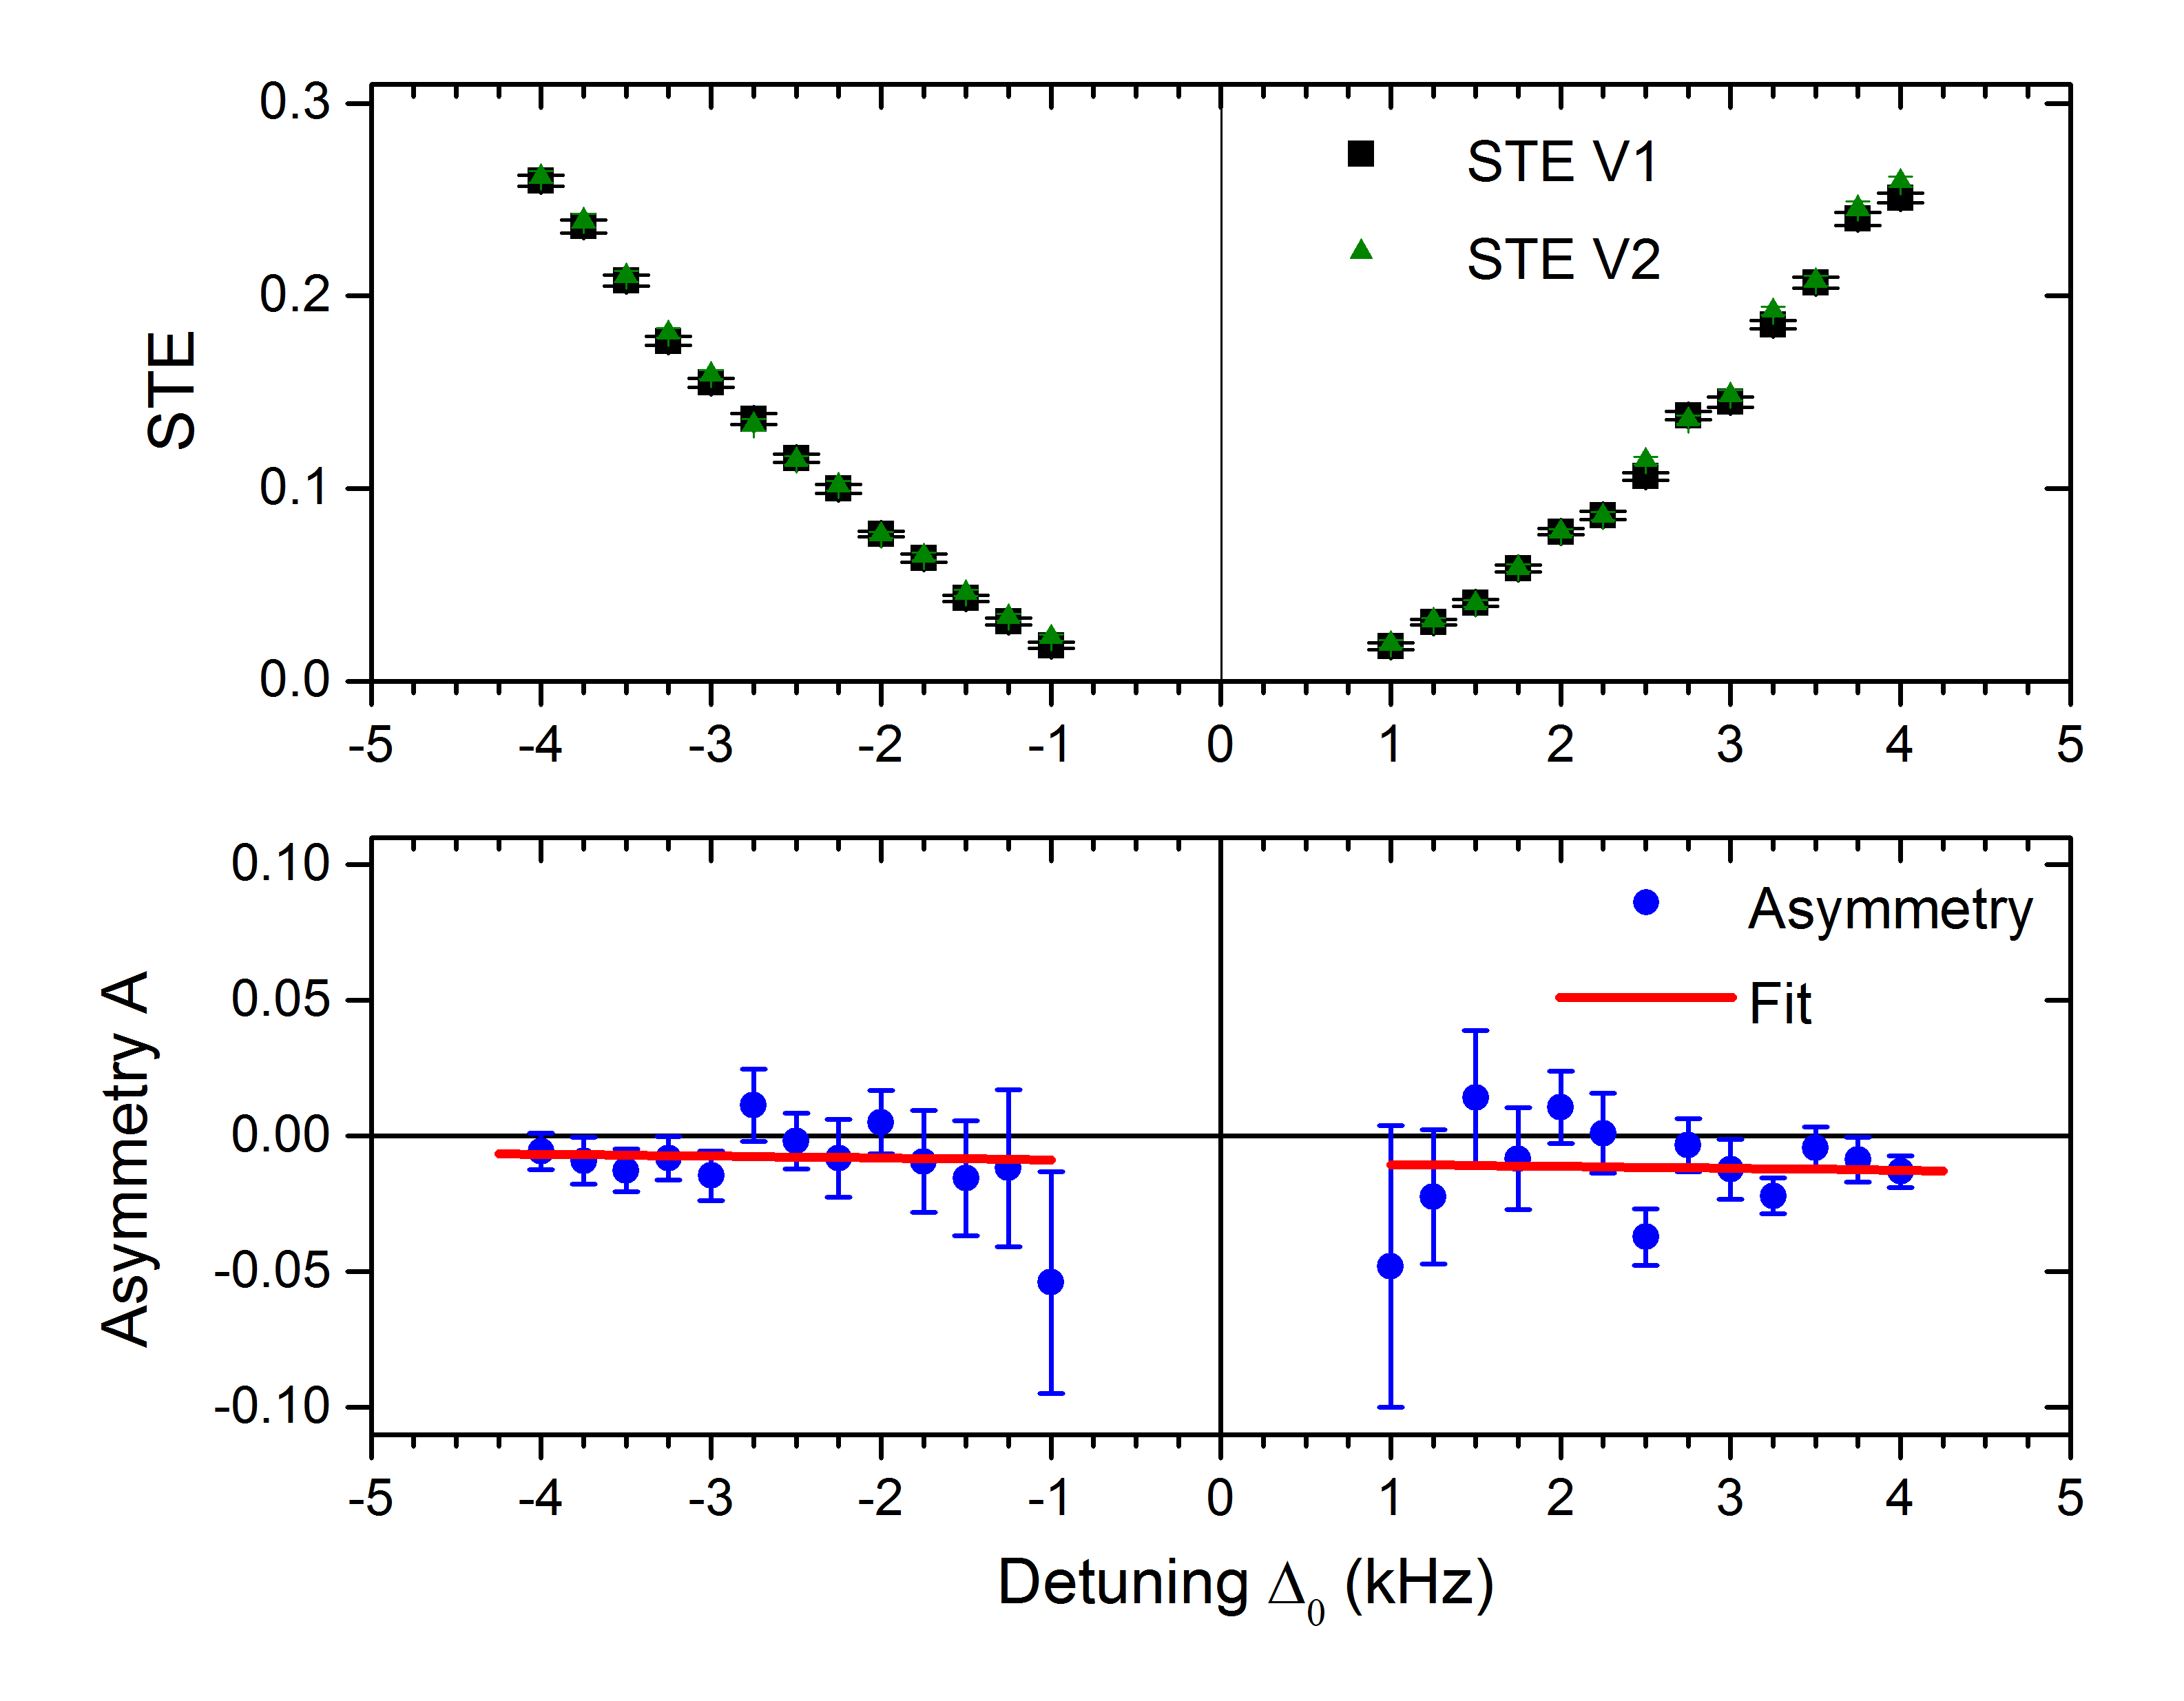 0.3
0.2
0.1
0.0
STE
STE V1
STE V2
-5 -4 -3 -2 -1 0 1 2 3 4 5
0.10
0.05
0.00
-0.05
-0.10
Asymmetry A
Asymmetry
Fit
-5 -4 -3 -2 -1 0 1 2 3 4 5
Detuning Δ₀ (kHz)